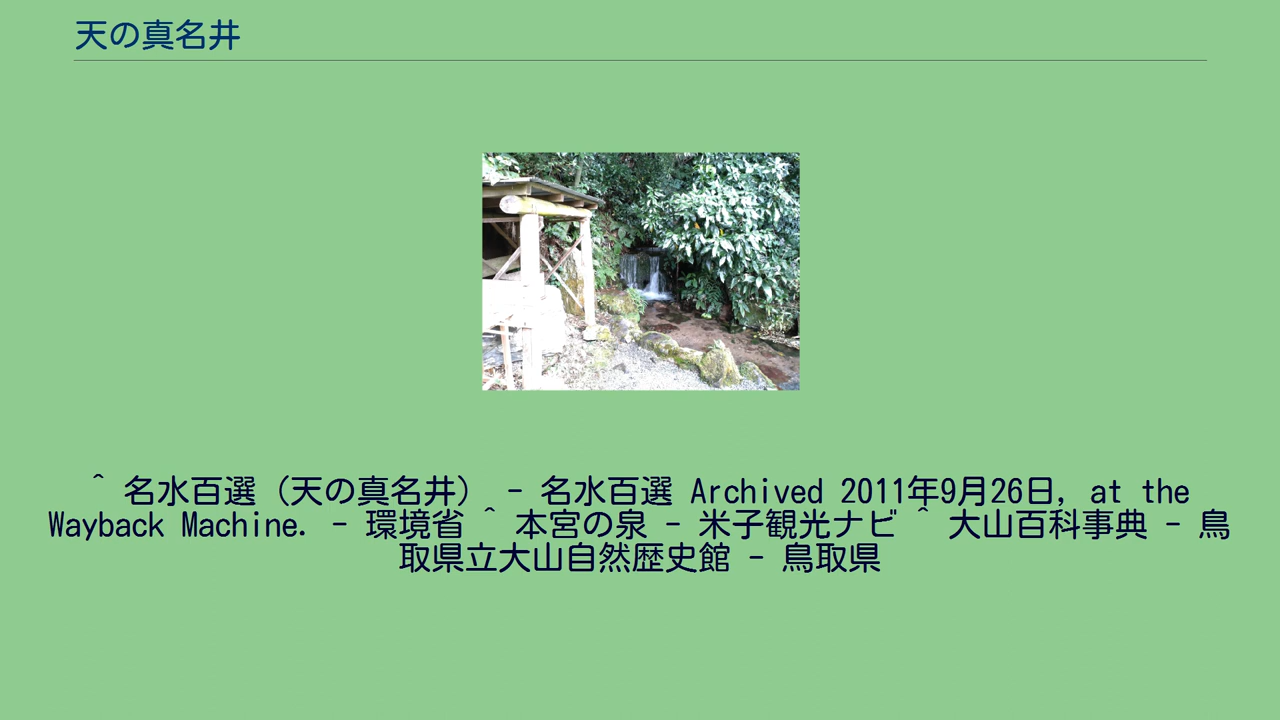 天の真名井
^ 名水百選（天の真名井） - 名水百選 Archived 2011年9月26日, at the
Wayback Machine. - 環境省 ^ 本宮の泉 - 米子観光ナビ ^ 大山百科事典 - 鳥
取県立大山自然歴史館 - 鳥取県